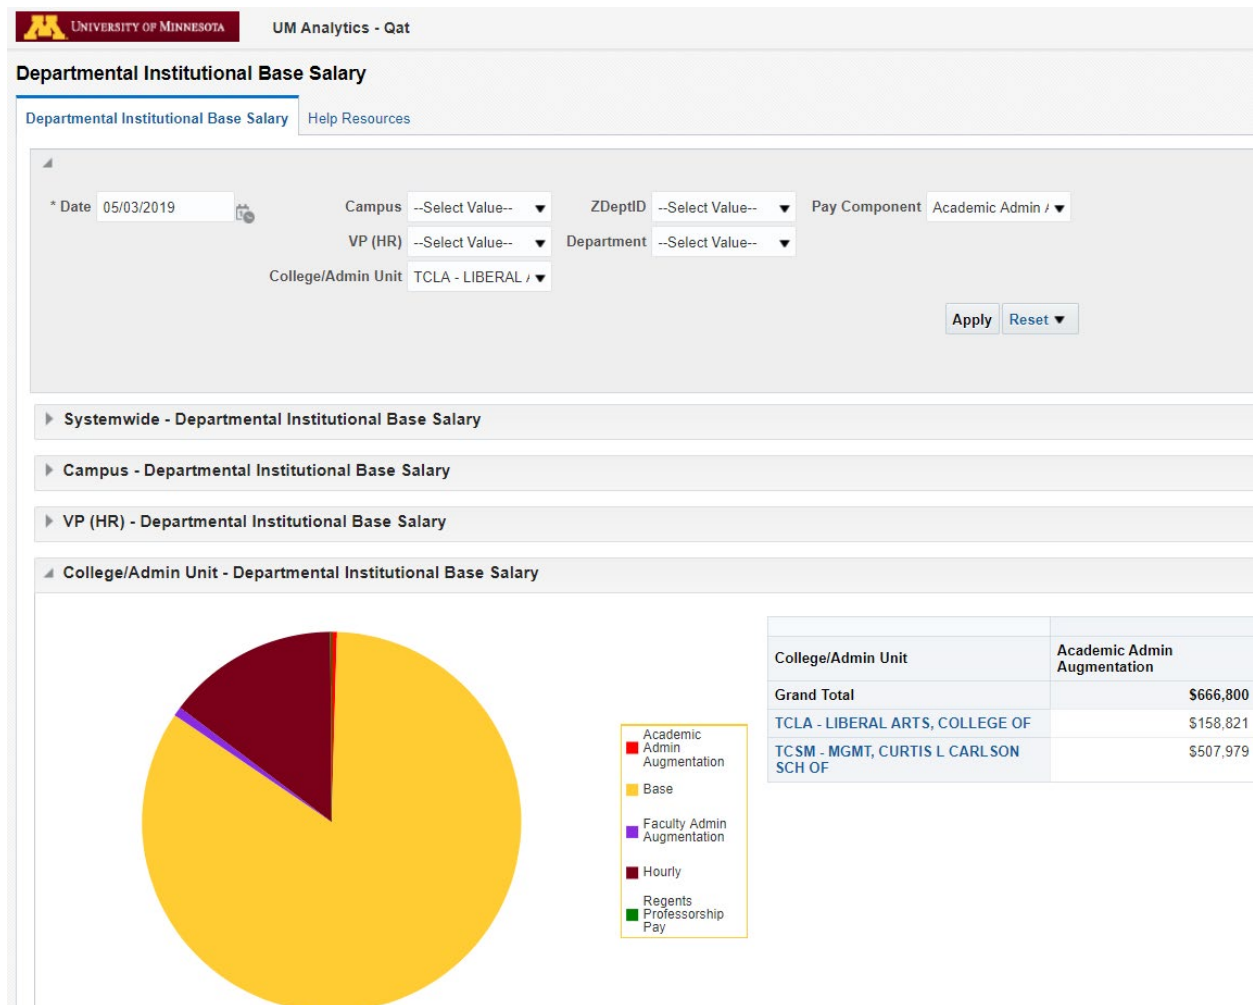 UNIVERSITY OF MINNESOTA
UM Analytics - Qat
Departmental Institutional Base Salary
Departmental Institutional Base Salary
Help Resources
* Date 05/03/2019
Campus --Select Value--
ZDeptID --Select Value--
Pay Component Academic Admin
VP (HR) --Select Value--
Department --Select Value--
College/Admin Unit TCLA - LIBERAL
Apply Reset
Systemwide - Departmental Institutional Base Salary
Campus - Departmental Institutional Base Salary
VP (HR) - Departmental Institutional Base Salary
College/Admin Unit - Departmental Institutional Base Salary
Academic
Admin
Augmentation
Base
Faculty Admin
Augmentation
Hourly
Regents
Professorship
Pay
College/Admin Unit
Academic Admin
Augmentation
Grand Total $666,800
TCLA - LIBERAL ARTS, COLLEGE OF $158,821
TCSM - MGMT, CURTIS L CARLSON $507,979
SCH OF